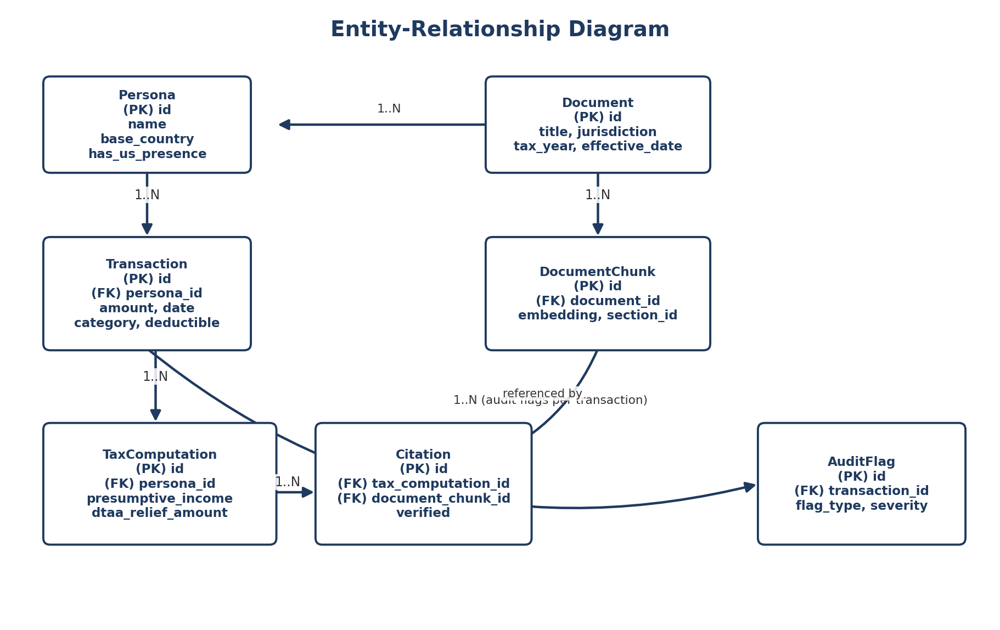 Entity-Relationship Diagram
Persona
(PK) id
name
base_country
has_us_presence
1..N
Document
(PK) id
title, jurisdiction
tax_year, effective_date
1..N
1..N
Transaction
(PK) id
(FK) persona_id
amount, date
category, deductible
DocumentChunk
(PK) id
(FK) document_id
embedding, section_id
1..N
referenced by
1..N (audit flags per transaction)
TaxComputation
(PK) id
(FK) persona_id
presumptive_income
dtaa_relief_amount
1..N
Citation
(PK) id
(FK) tax_computation_id
(FK) document_chunk_id
verified
AuditFlag
(PK) id
(FK) transaction_id
flag_type, severity